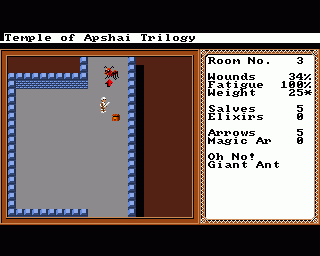 Temple of Apshai Trilogy
Room No. 3
Wounds 34%
Fatigue 100%
Weight 25*
Salves 5
Elixirs 0
Arrows 5
Magic Ar 0
Oh No!
Giant Ant